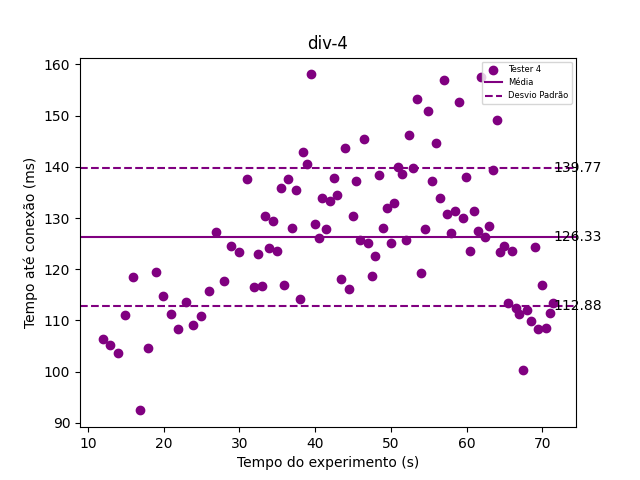 div-4
Tester 4
Média
Desvio Padrão
160
150
140
130
120
110
100
90
139.77
126.33
112.88
Tempo até conexão (ms)
10 20 30 40 50 60 70
Tempo do experimento (s)